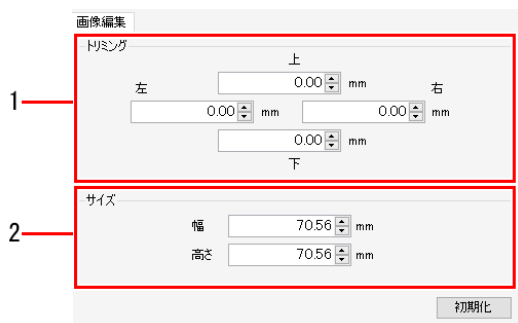 画像編集
トリミング
上
0.00 mm
左 右
0.00 mm 0.00 mm
0.00 mm
下
1
サイズ
幅 70.56 mm
高さ 70.56 mm
2
初期化